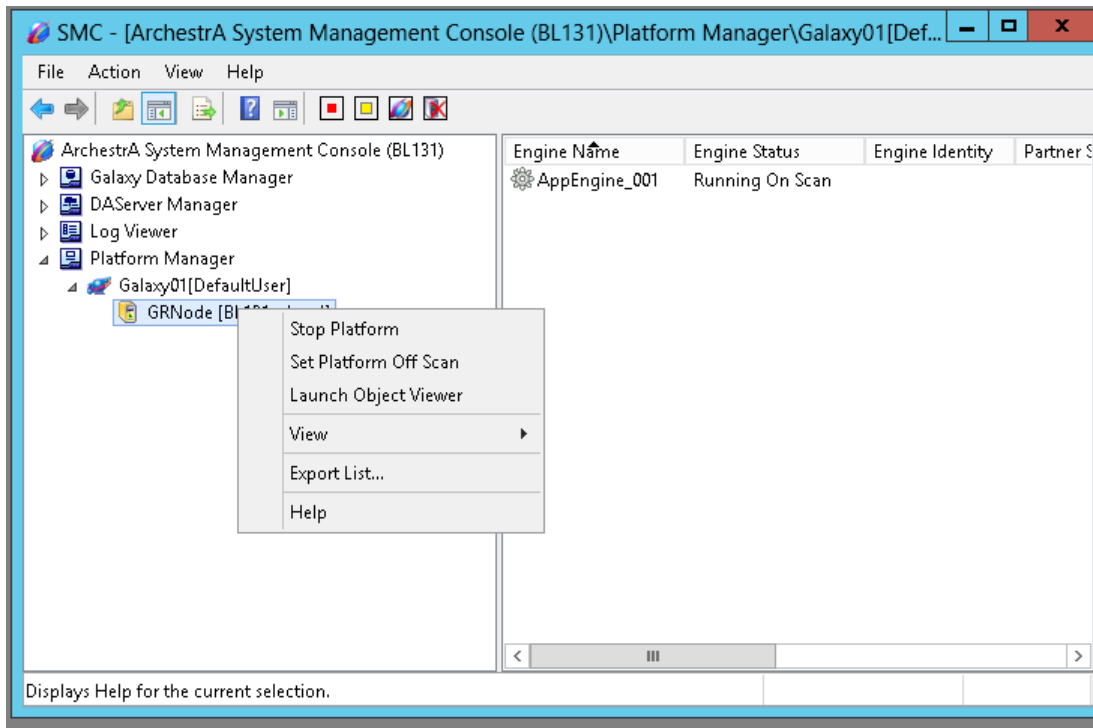 SMC - [ArchestrA System Management Console (BL131)\Platform Manager\Galaxy01[Def...
File Action View Help
ArchestrA System Management Console (BL131)
Galaxy Database Manager
DAServer Manager
Log Viewer
Platform Manager
Galaxy01[DefaultUser]
GRNode
Engine Name Engine Status Engine Identity Partner
AppEngine_001 Running On Scan
Stop Platform
Set Platform Off Scan
Launch Object Viewer
View
Export List...
Help
Displays Help for the current selection.